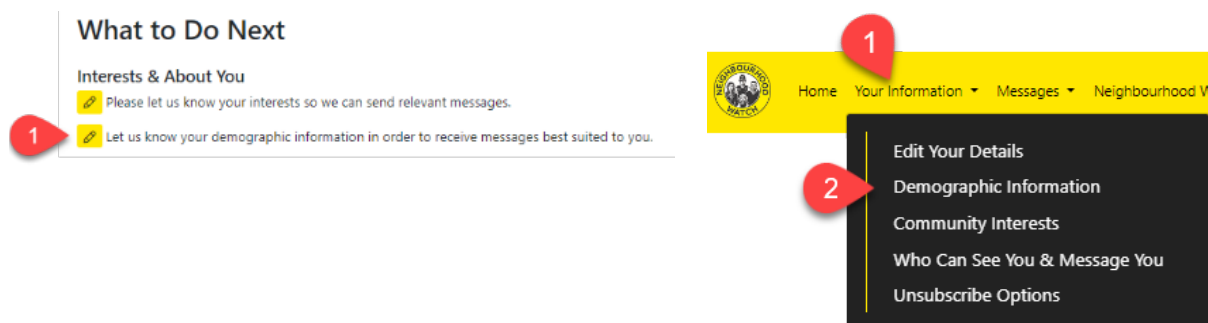 What to Do Next
Interests & About You
Please let us know your interests so we can send relevant messages.
1
Let us know your demographic information in order to receive messages best suited to you.
1
NEIGHBOURHOOD WATCH
Home Your Information Messages Neighbourhood W
Edit Your Details
2
Demographic Information
Community Interests
Who Can See You & Message You
Unsubscribe Options